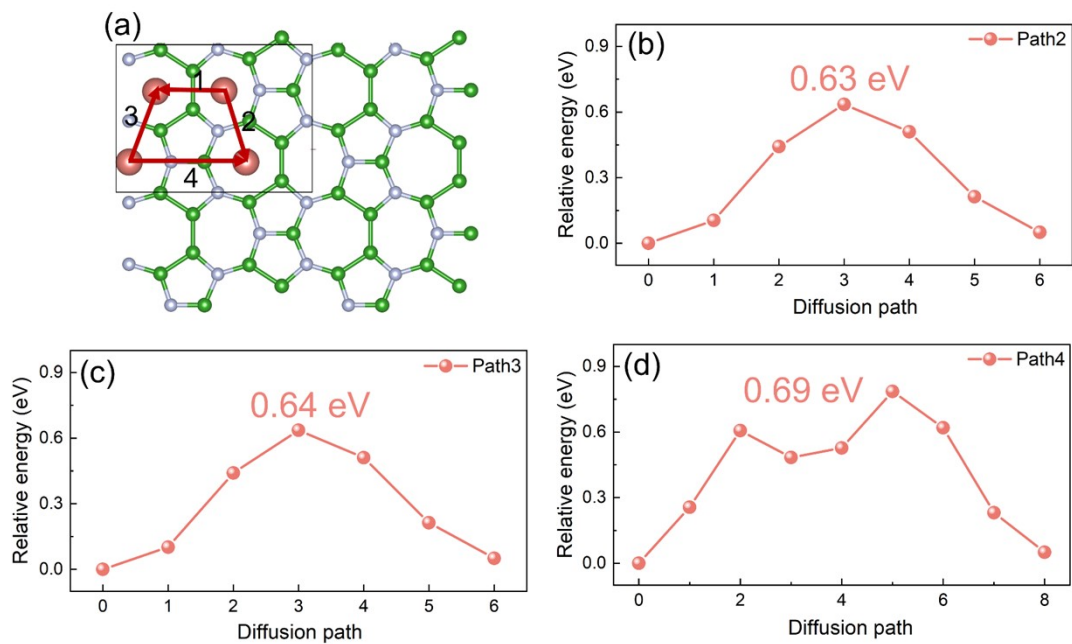 (a)
1
2
3
4
(b)
Path2
0.63 eV
Relative energy (eV)
0.9
0.6
0.3
0.0
0 1 2 3 4 5 6
Diffusion path
(c)
Path3
0.64 eV
Relative energy (eV)
0.9
0.6
0.3
0.0
0 1 2 3 4 5 6
Diffusion path
(d)
Path4
0.69 eV
Relative energy (eV)
0.9
0.6
0.3
0.0
0 2 4 6 8
Diffusion path